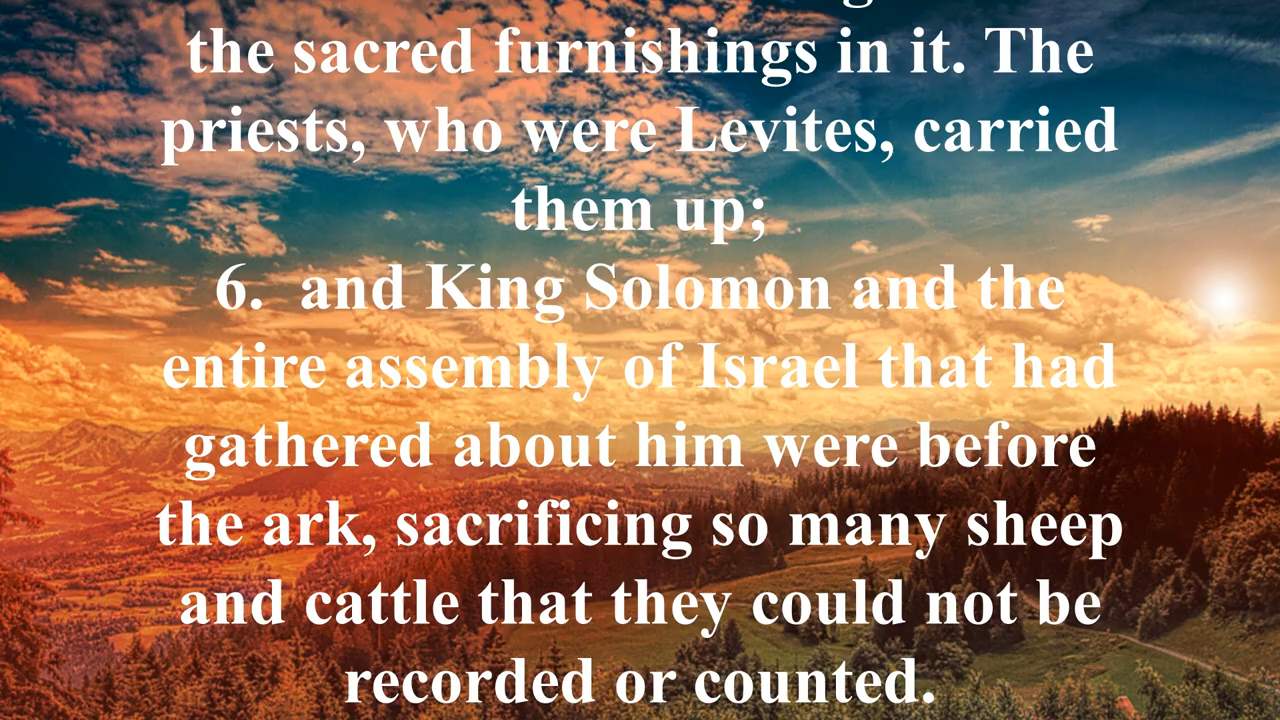 the sacred furnishings in it. The
priests, who were Levites, carried
them up;
6.  and King Solomon and the
entire assembly of Israel that had
gathered about him were before
the ark, sacrificing so many sheep
and cattle that they could not be
recorded or counted.